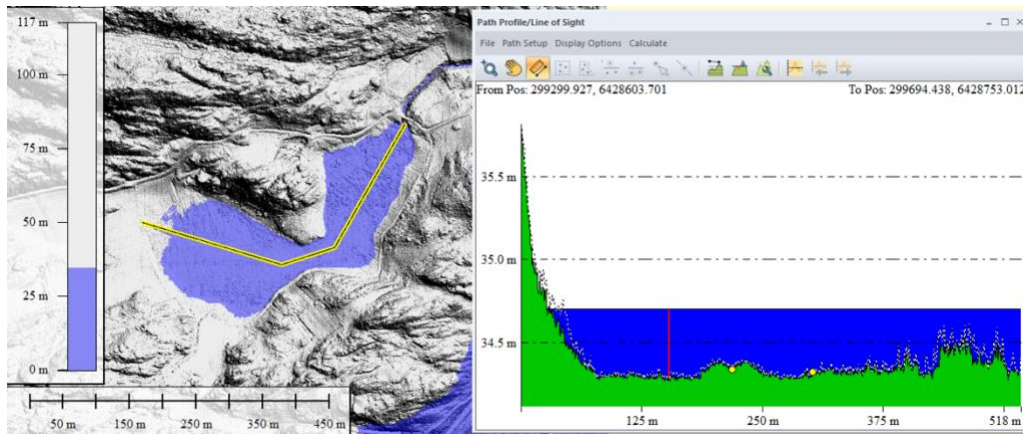 117 m
100 m
75 m
50 m
25 m
0 m
50 m 150 m 250 m 350 m 450 m
Path Profile/Line of Sight
File Path Setup Display Options Calculate
From Pos: 299299.927, 6428603.701 To Pos: 299694.438, 6428753.012
35.5 m
35.0 m
34.5 m
125 m 250 m 375 m 518 m